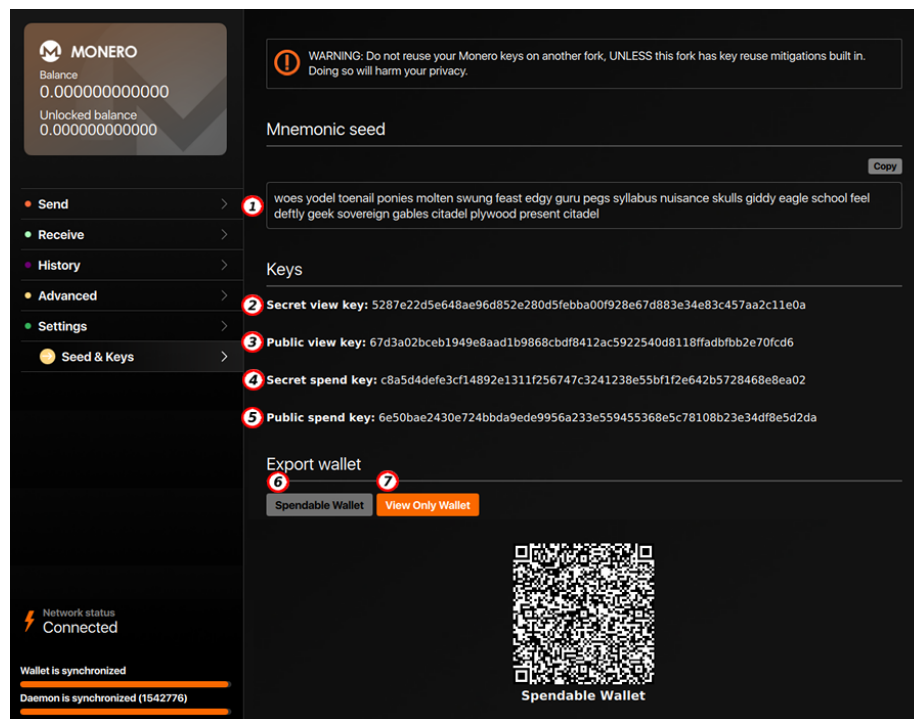 MONERO
Balance
0.000000000000
Unlocked balance
0.000000000000
Send
Receive
History
Advanced
Settings
Seed & Keys
Network status
Connected
Wallet is synchronized
Daemon is synchronized (1542776)
WARNING: Do not reuse your Monero keys on another fork, UNLESS this fork has key reuse mitigations built in.
Doing so will harm your privacy.
Mnemonic seed
Copy
1
woes yodel toenail ponies molten swung feast edgy guru pegs syllabus nuisance skulls giddy eagle school feel
deftly geek sovereign gables citadel plywood present citadel
Keys
2 Secret view key: 5287e22d5e648ae96d852e280d5febba00f928e67d883e34e83c457aa2c11e0a
3 Public view key: 67d3a02bceb1949e8aad1b9868cbdf8412ac5922540d8118ffadbfbb2e70fcd6
4 Secret spend key: c8a5d4defe3cf14892e1311f256747c3241238e55bf1f2e642b5728468e8ea02
5 Public spend key: 6e50bae2430e724bbda9ede9956a233e559455368e5c78108b23e34df8e5d2da
Export wallet
6 7
Spendable Wallet View Only Wallet
Spendable Wallet